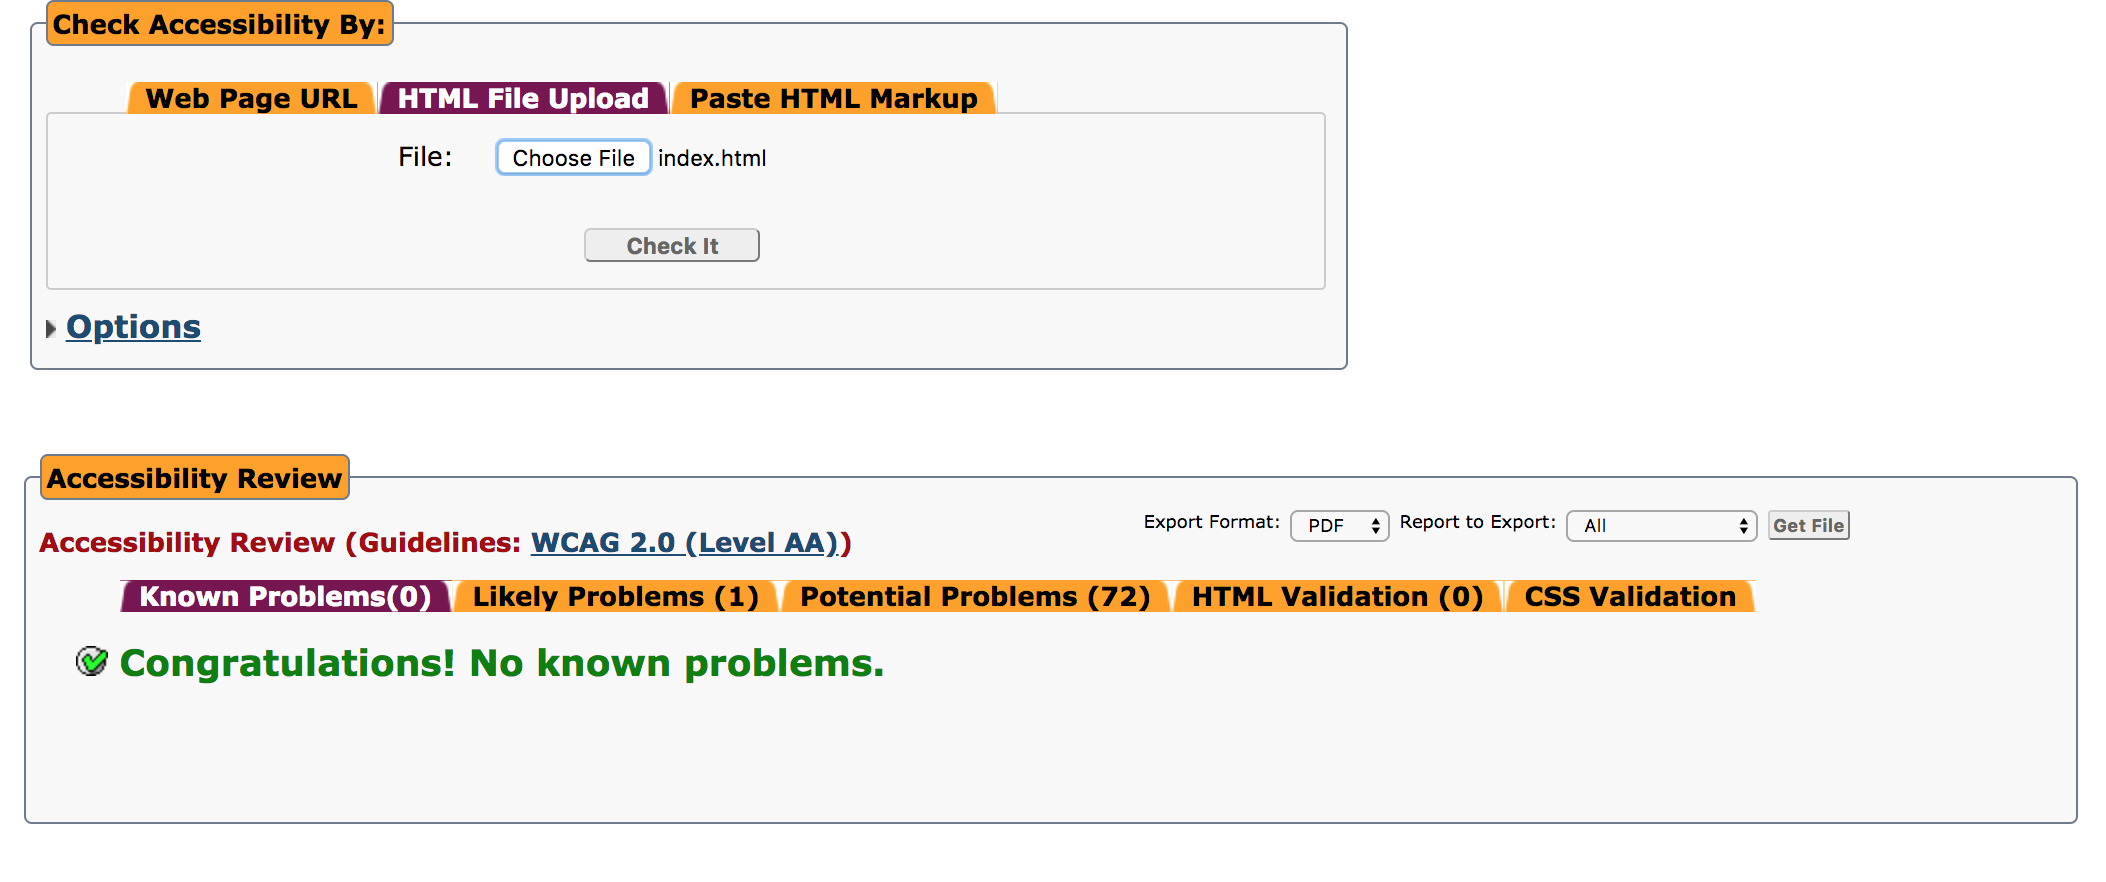 Check Accessibility By:
Web Page URL HTML File Upload Paste HTML Markup
File: Choose File index.html
Check It
Options
Accessibility Review
Export Format: PDF Report to Export: All Get File
Accessibility Review (Guidelines: WCAG 2.0 (Level AA))
Known Problems(0) Likely Problems (1) Potential Problems (72) HTML Validation (0) CSS Validation
Congratulations! No known problems.